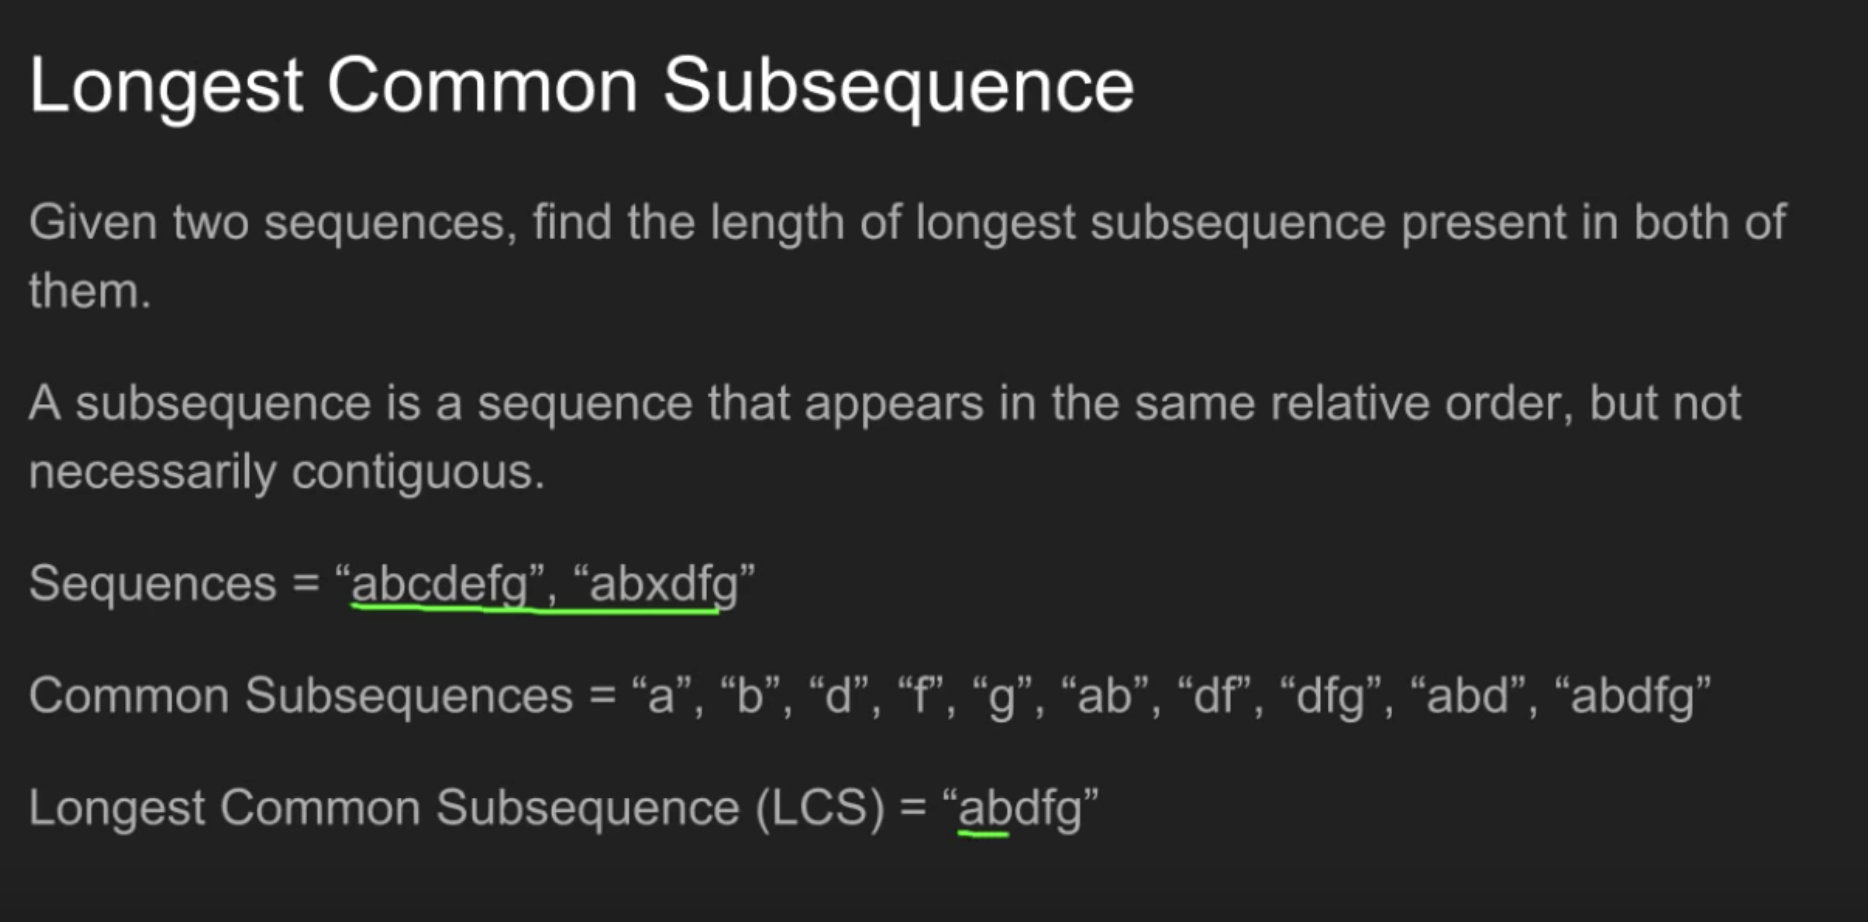 Longest Common Subsequence
Given two sequences, find the length of longest subsequence present in both of
them.
A subsequence is a sequence that appears in the same relative order, but not
necessarily contiguous.
Sequences = “abcdefg”, “abxdfg”
Common Subsequences = “a”, “b”, “d”, “f”, “g”, “ab”, “df”, “dfg”, “abd”, “abdfg”
Longest Common Subsequence (LCS) = “abdfg”